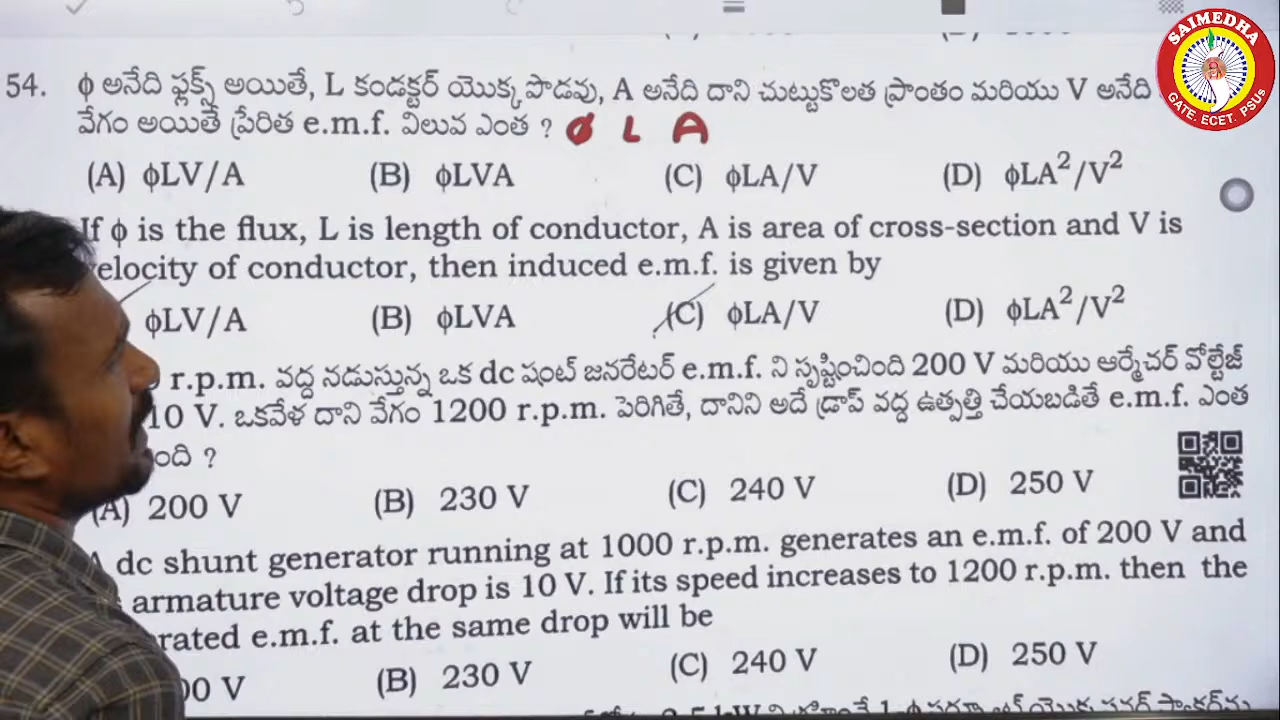 SAIMEDHA
GATE. ECET. PSUs
54. ϕ అనేది ఫ్లక్స్ అయితే, L కండక్టర్ యొక్క పొడవు, A అనేది దాని చుట్టుకొలత ప్రాంతం మరియు V అనేది
వేగం అయితే ప్రేరిత e.m.f. విలువ ఎంత ? ϕ L A
(A) ϕLV/A (B) ϕLVA (C) ϕLA/V (D) ϕLA²/V²
If ϕ is the flux, L is length of conductor, A is area of cross-section and V is
velocity of conductor, then induced e.m.f. is given by
ϕLV/A (B) ϕLVA (C) ϕLA/V (D) ϕLA²/V²
r.p.m. వద్ద నడుస్తున్న ఒక dc షంట్ జనరేటర్ e.m.f. ని సృష్టించింది 200 V మరియు ఆర్మేచర్ వోల్టేజ్
10 V. ఒకవేళ దాని వేగం 1200 r.p.m. పెరిగితే, దానిని అదే డ్రాప్ వద్ద ఉత్పత్తి చేయబడితే e.m.f. ఎంత
ంది ?
(A) 200 V (B) 230 V (C) 240 V (D) 250 V
dc shunt generator running at 1000 r.p.m. generates an e.m.f. of 200 V and
armature voltage drop is 10 V. If its speed increases to 1200 r.p.m. then the
rated e.m.f. at the same drop will be
00 V (B) 230 V (C) 240 V (D) 250 V